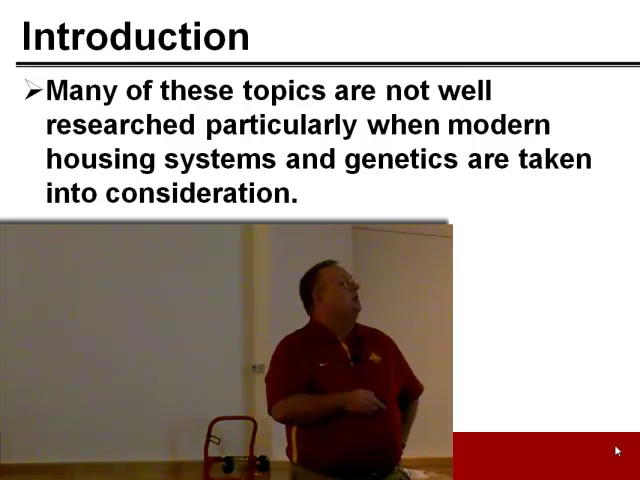 Introduction
➢Many of these topics are not well
researched particularly when modern
housing systems and genetics are taken
into consideration.